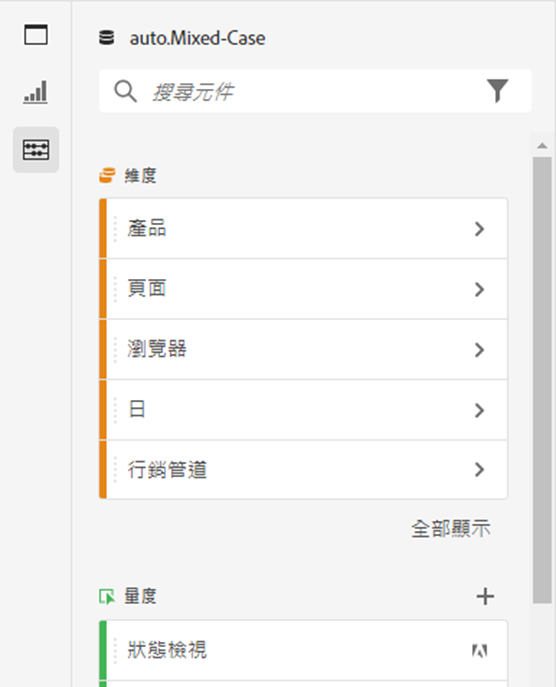 auto.Mixed-Case
搜尋元件
維度
產品
頁面
瀏覽器
日
行銷管道
全部顯示
量度
狀態檢視